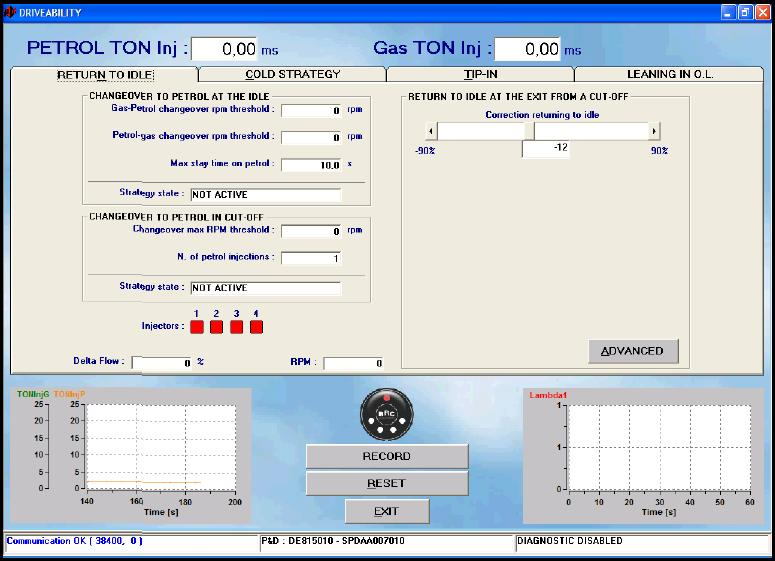 DRIVEABILITY
PETROL TON Inj : 0,00 ms Gas TON Inj : 0,00 ms
RETURN TO IDLE COLD STRATEGY TIP-IN LEANING IN O.L.
CHANGEOVER TO PETROL AT THE IDLE
Gas-Petrol changeover rpm threshold : 0 rpm
Petrol-gas changeover rpm threshold : 0 rpm
Max stay time on petrol : 10.0 s
Strategy state : NOT ACTIVE
CHANGEOVER TO PETROL IN CUT-OFF
Changeover max RPM threshold : 0 rpm
N. of petrol injections : 1
Strategy state : NOT ACTIVE
1 2 3 4
Injectors :
Delta Flow : 0 % RPM : 0
RETURN TO IDLE AT THE EXIT FROM A CUT-OFF
Correction returning to idle
-90% -12 90%
ADVANCED
TONInjG TONInjP
25 25
20 20
15 15
10 10
5 5
0 0
140 160 180 200
Time [s]
RECORD
RESET
EXIT
Lambda1
1
1
0
0 10 20 30 40 50 60
Time [s]
Communication OK ( 38400, 0 ) P&D : DE815010 - SPDAA007010 DIAGNOSTIC DISABLED